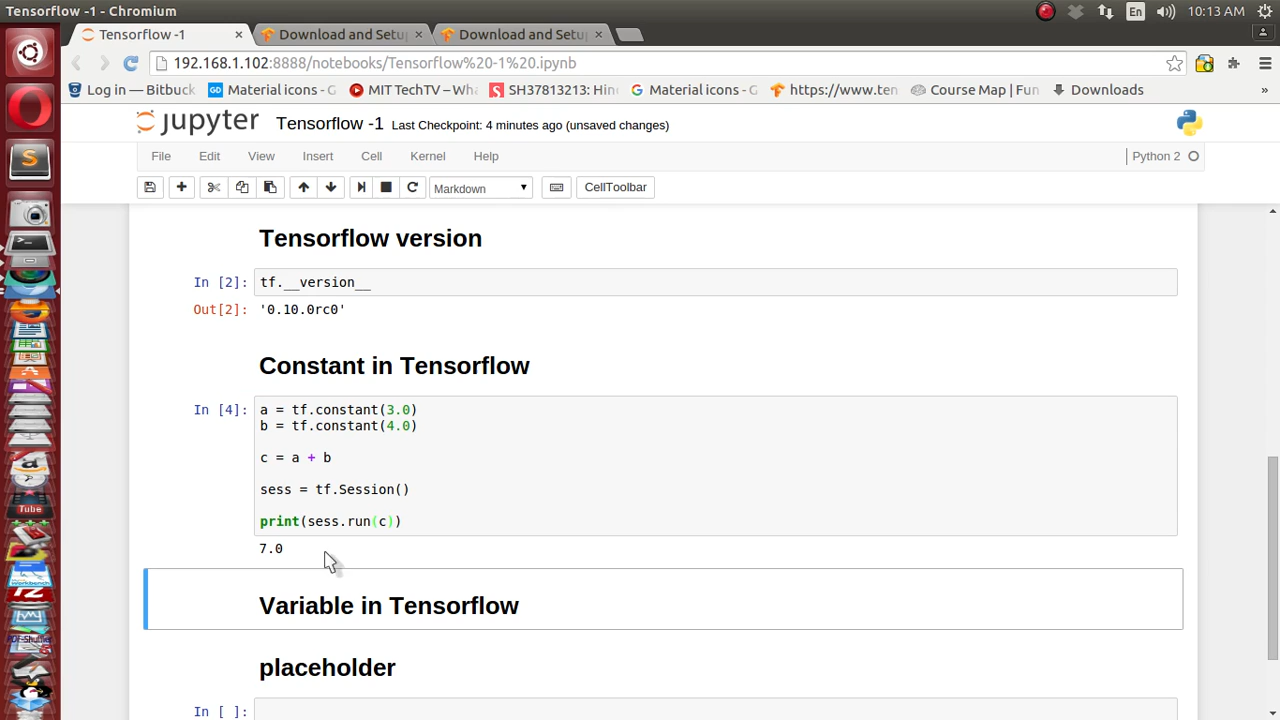 Tensorflow -1 - Chromium
En 10:13 AM
Tensorflow -1 × Download and Setup × Download and Setup ×
192.168.1.102:8888/notebooks/Tensorflow%20-1%20.ipynb
Log in — Bitbuck GD Material icons - G MIT TechTV – Wha SH37813213: Hin Material icons - G https://www.ten Course Map | Fun Downloads »
jupyter Tensorflow -1 Last Checkpoint: 4 minutes ago (unsaved changes)
File Edit View Insert Cell Kernel Help Python 2
Markdown CellToolbar
Tensorflow version
In [2]: tf.__version__
Out[2]: '0.10.0rc0'
Constant in Tensorflow
In [4]: a = tf.constant(3.0)
b = tf.constant(4.0)
c = a + b
sess = tf.Session()
print(sess.run(c))
7.0
Variable in Tensorflow
placeholder
In [ ]: